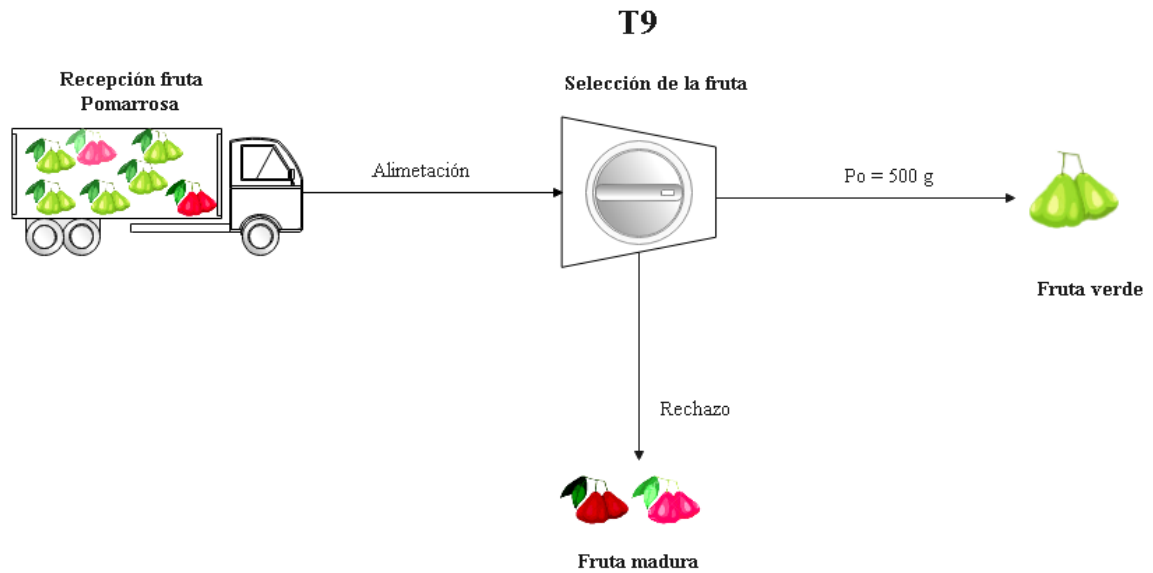 T9
Recepción fruta
Pomarrosa
Selección de la fruta
Alimetación
Po = 500 g
Fruta verde
Rechazo
Fruta madura